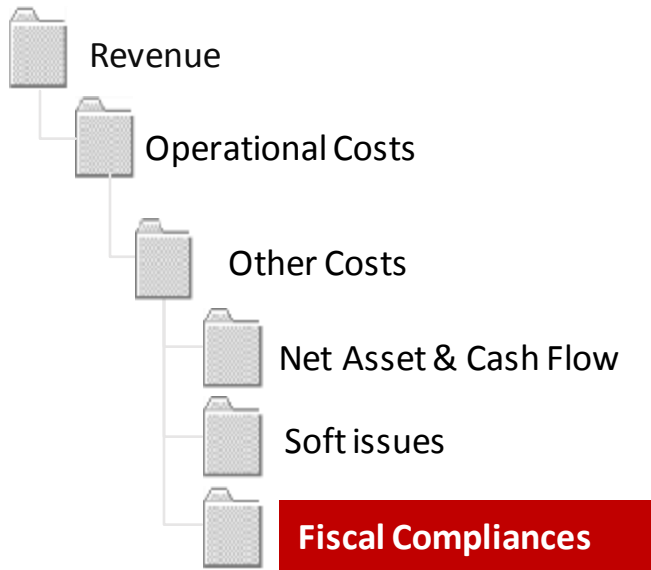 Revenue
Operational Costs
Other Costs
Net Asset & Cash Flow
Soft issues
Fiscal Compliances